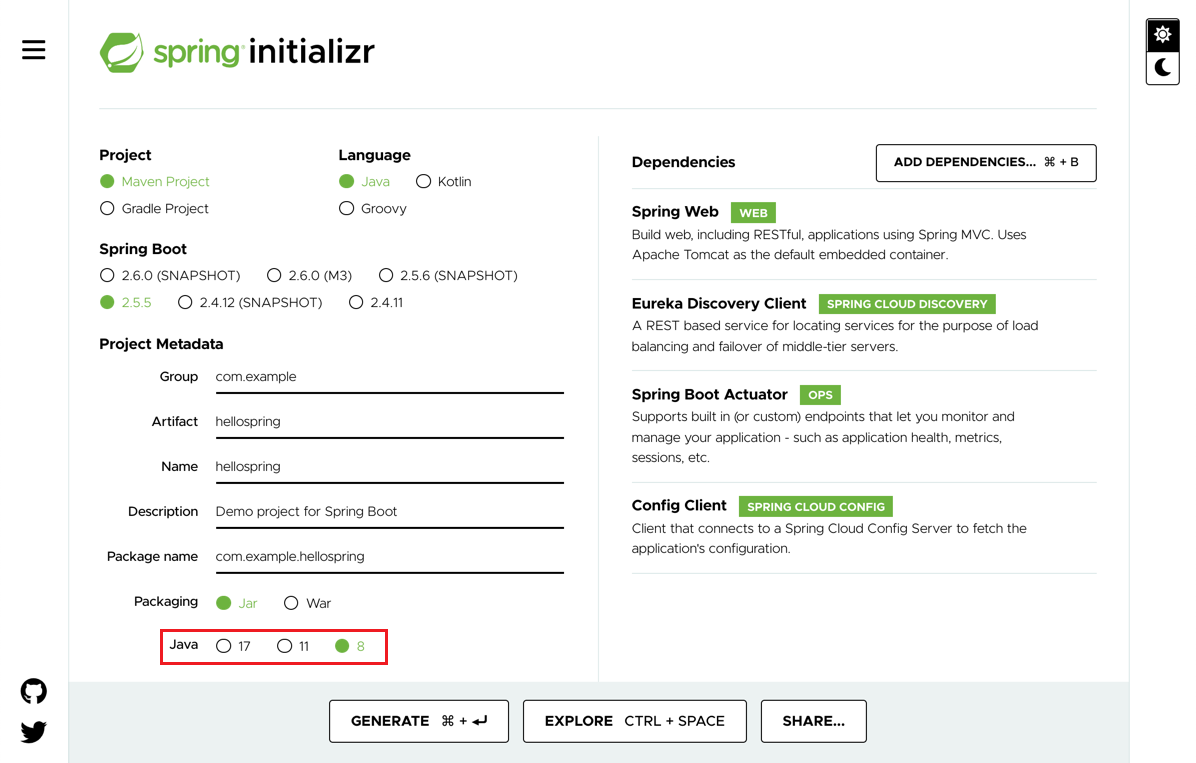 spring initializr
Project
Maven Project
Gradle Project
Language
Java Kotlin
Groovy
Spring Boot
2.6.0 (SNAPSHOT) 2.6.0 (M3) 2.5.6 (SNAPSHOT)
2.5.5 2.4.12 (SNAPSHOT) 2.4.11
Project Metadata
Group com.example
Artifact hellospring
Name hellospring
Description Demo project for Spring Boot
Package name com.example.hellospring
Packaging Jar War
Java 17 11 8
Dependencies ADD DEPENDENCIES... ⌘ + B
Spring Web WEB
Build web, including RESTful, applications using Spring MVC. Uses
Apache Tomcat as the default embedded container.
Eureka Discovery Client SPRING CLOUD DISCOVERY
A REST based service for locating services for the purpose of load
balancing and failover of middle-tier servers.
Spring Boot Actuator OPS
Supports built in (or custom) endpoints that let you monitor and
manage your application - such as application health, metrics,
sessions, etc.
Config Client SPRING CLOUD CONFIG
Client that connects to a Spring Cloud Config Server to fetch the
application's configuration.
GENERATE ⌘ + ↵ EXPLORE CTRL + SPACE SHARE...